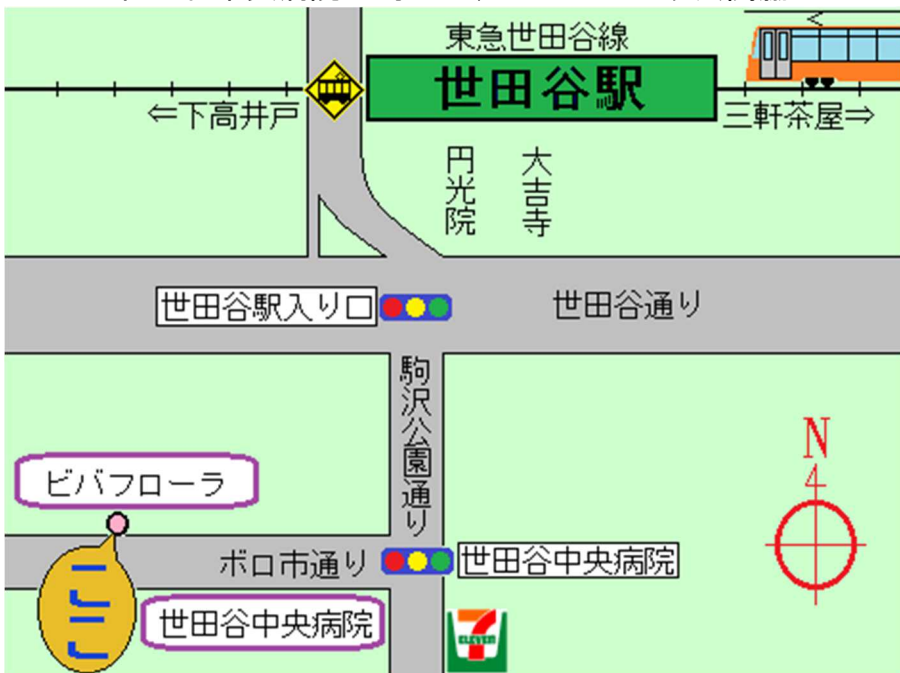 東急世田谷線
世田谷駅
⇐下高井戸
三軒茶屋⇒
円光院
大吉寺
世田谷駅入り口
世田谷通り
駒沢公園通り
N
ビバフローラ
ボロ市通り
世田谷中央病院
ここ
世田谷中央病院
7
ELEVEN